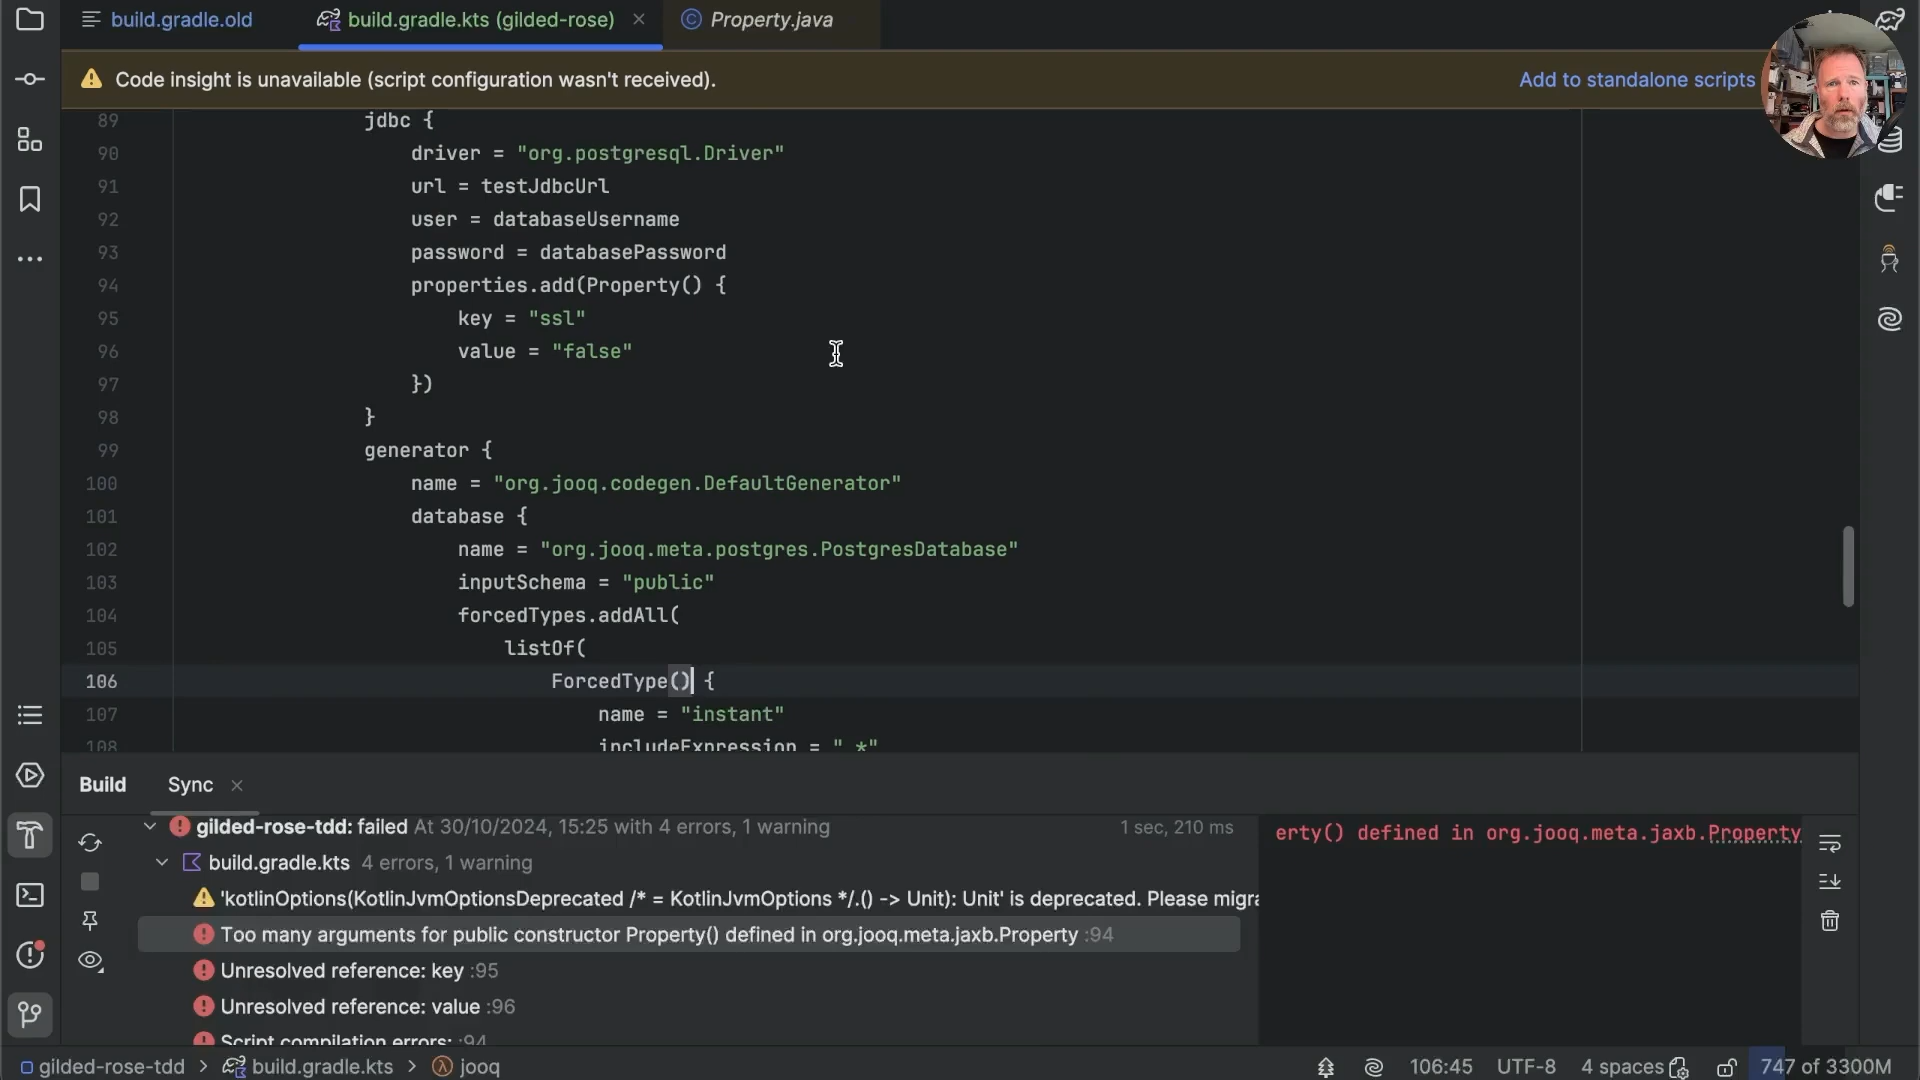 build.gradle.old
build.gradle.kts (gilded-rose)
Property.java
Code insight is unavailable (script configuration wasn't received).
Add to standalone scripts
89 jdbc {
90 driver = "org.postgresql.Driver"
91 url = testJdbcUrl
92 user = databaseUsername
93 password = databasePassword
94 properties.add(Property() {
95 key = "ssl"
96 value = "false"
97 })
98 }
99 generator {
100 name = "org.jooq.codegen.DefaultGenerator"
101 database {
102 name = "org.jooq.meta.postgres.PostgresDatabase"
103 inputSchema = "public"
104 forcedTypes.addAll(
105 listOf(
106 ForcedType() {
107 name = "instant"
108 includeExpression = ".*"
Build
Sync
gilded-rose-tdd: failed At 30/10/2024, 15:25 with 4 errors, 1 warning
1 sec, 210 ms
build.gradle.kts 4 errors, 1 warning
'kotlinOptions(KotlinJvmOptionsDeprecated /* = KotlinJvmOptions */.() -> Unit): Unit' is deprecated. Please migra
Too many arguments for public constructor Property() defined in org.jooq.meta.jaxb.Property :94
Unresolved reference: key :95
Unresolved reference: value :96
Script compilation errors: :94
erty() defined in org.jooq.meta.jaxb.Property
gilded-rose-tdd > build.gradle.kts > jooq
106:45
UTF-8
4 spaces
747 of 3300M